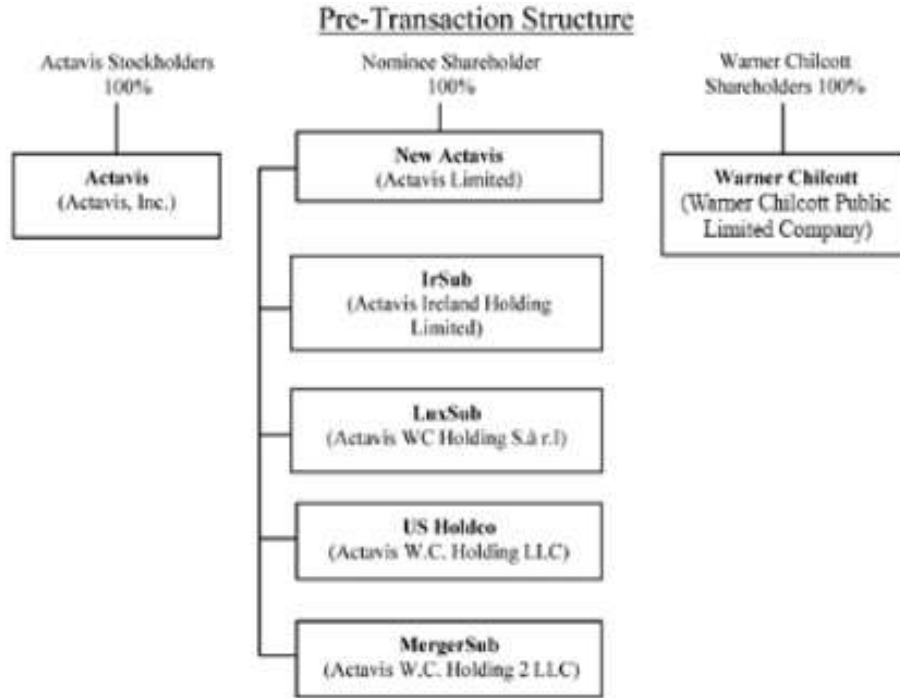 Pre-Transaction Structure
Actavis Stockholders
100%
Nominee Shareholder
100%
Warner Chilcott
Shareholders 100%
Actavis
(Actavis, Inc.)
New Actavis
(Actavis Limited)
Warner Chilcott
(Warner Chilcott Public
Limited Company)
IrSub
(Actavis Ireland Holding
Limited)
LuxSub
(Actavis WC Holding S.à r.l)
US Holdco
(Actavis W.C. Holding LLC)
MergerSub
(Actavis W.C. Holding 2 LLC)